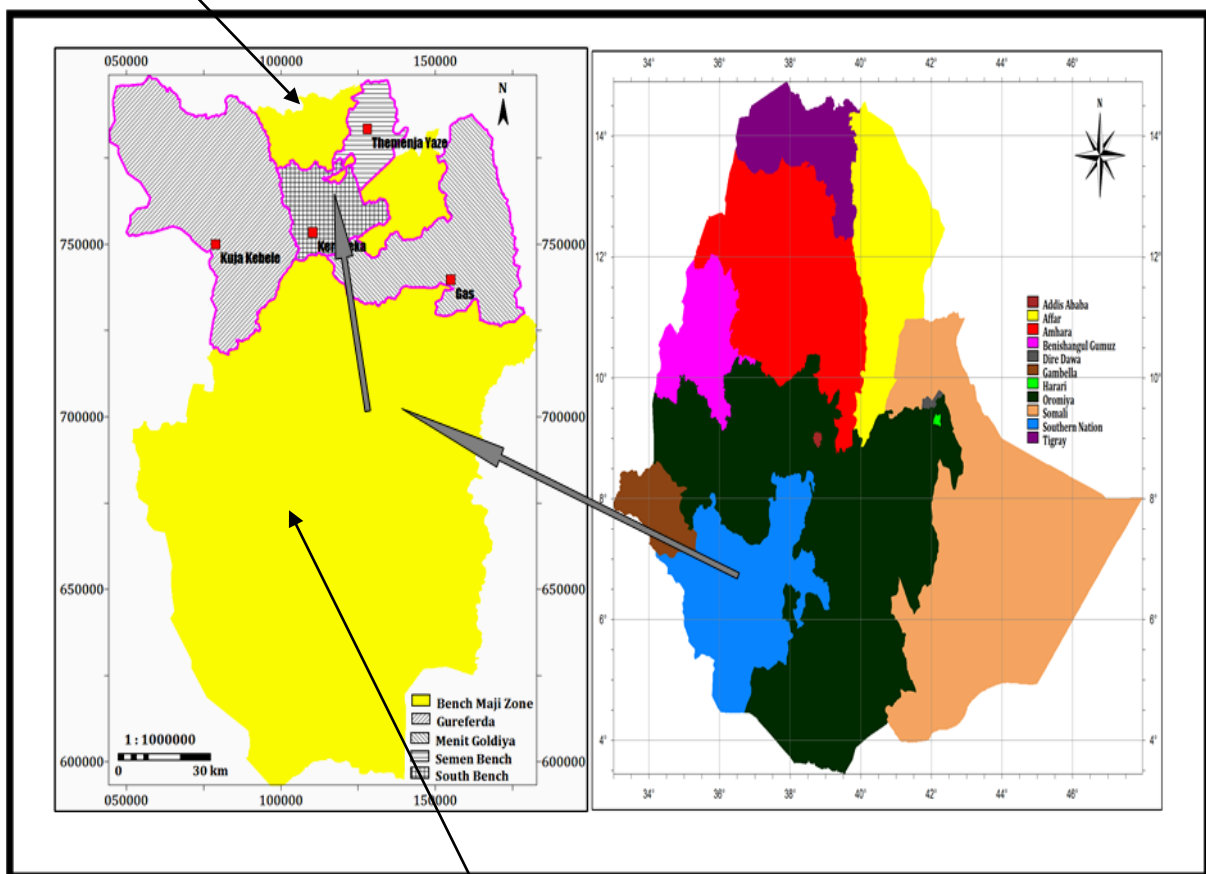 050000 100000 150000
N
Themenja Yaze
750000
750000
Kuja Kebele
Gas
700000
700000
650000
650000
600000
600000
Bench Maji Zone
Gureferda
Menit Goldiya
Semen Bench
South Bench
1 : 1000000
0 30 km
050000 100000 150000
34° 36° 38° 40° 42° 44° 46°
N
14°
12°
10°
8°
6°
4°
14°
12°
10°
8°
6°
4°
Addis Ababa
Affar
Amhara
Benishangul Gumuz
Dire Dawa
Gambella
Harari
Oromiya
Somali
Southern Nation
Tigray
34° 36° 38° 40° 42° 44° 46°